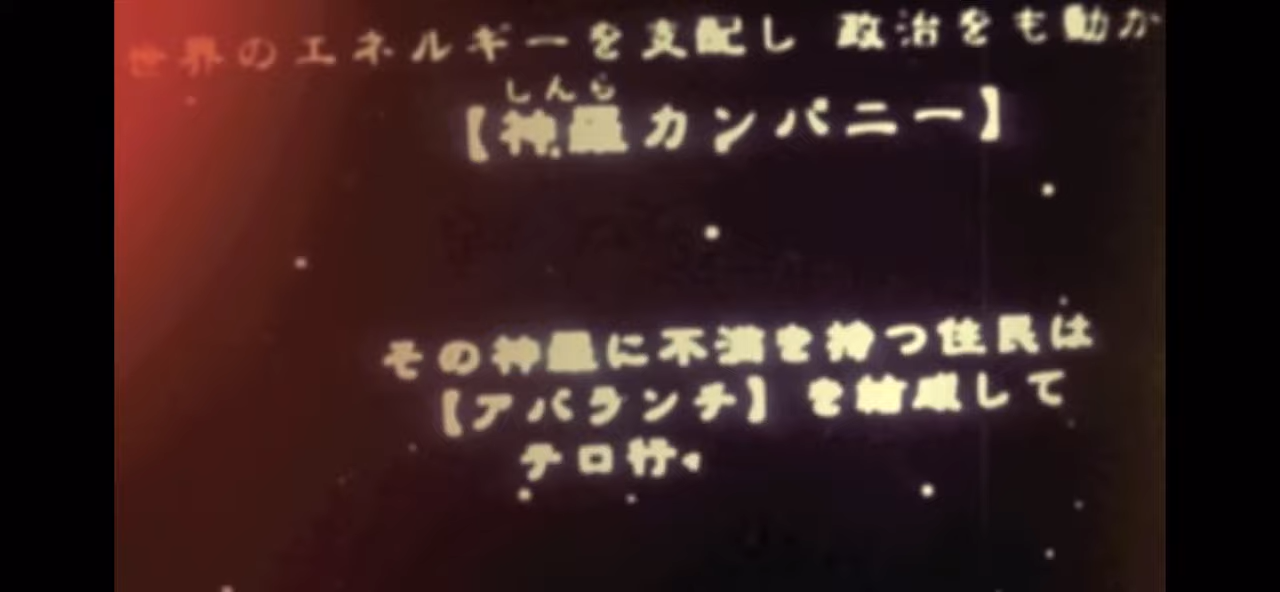 世界のエネルギーを支配し 政治をも動か
しんら
【神羅カンパニー】
その神羅に不満を持つ住民は
【アバランチ】を結成して
テロ行